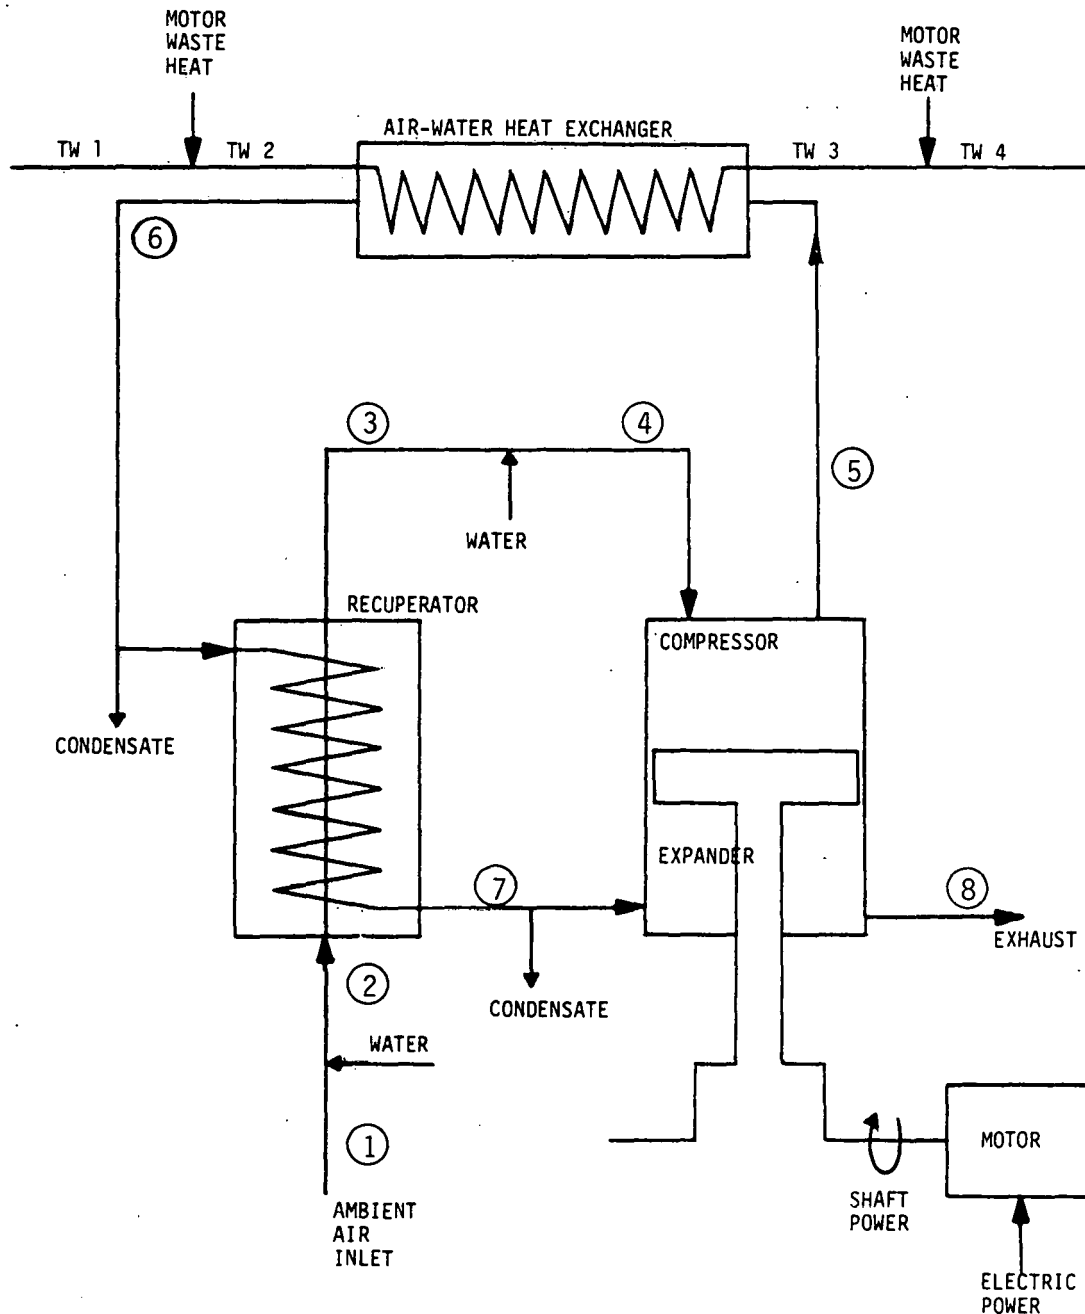 MOTOR
WASTE
HEAT
MOTOR
WASTE
HEAT
AIR-WATER HEAT EXCHANGER
TW 1
TW 2
TW 3
TW 4
6
3
4
5
WATER
RECUPERATOR
COMPRESSOR
CONDENSATE
EXPANDER
7
8
EXHAUST
2
CONDENSATE
WATER
1
MOTOR
SHAFT
POWER
AMBIENT
AIR
INLET
ELECTRIC
POWER